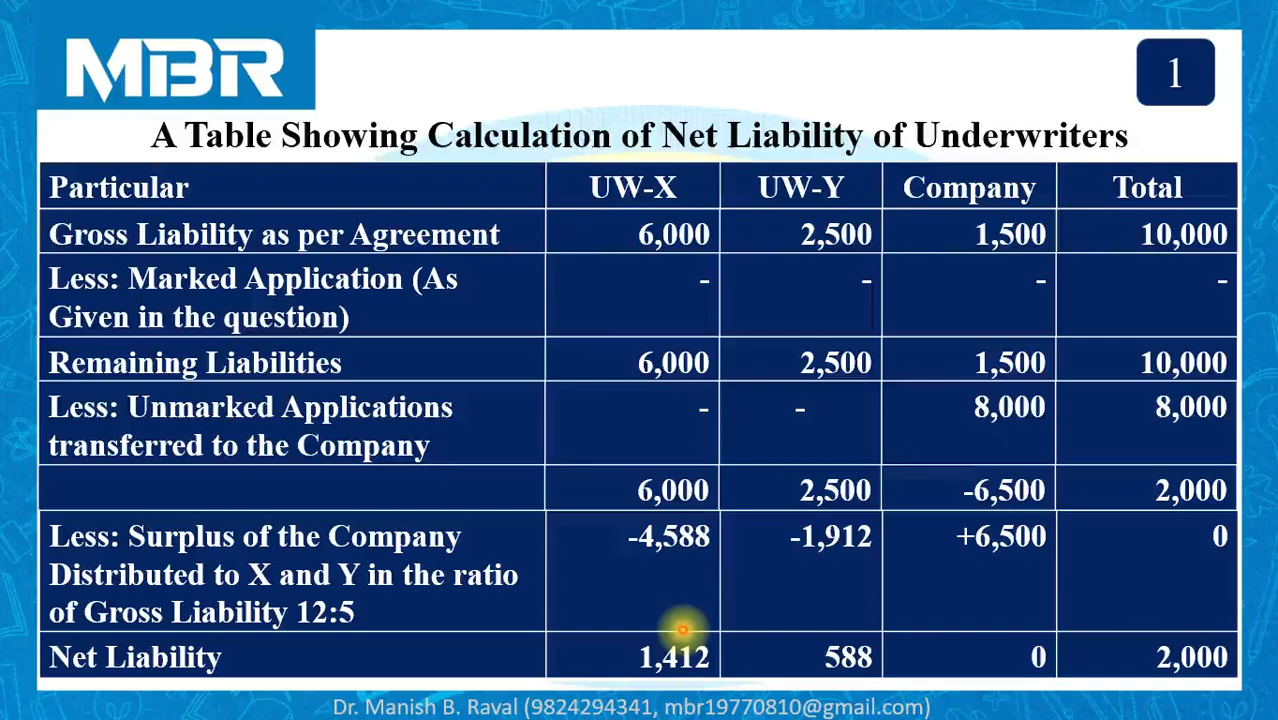 MBR
1
A Table Showing Calculation of Net Liability of Underwriters
Particular UW-X UW-Y Company Total
Gross Liability as per Agreement 6,000 2,500 1,500 10,000
Less: Marked Application (As - - - -
Given in the question)
Remaining Liabilities 6,000 2,500 1,500 10,000
Less: Unmarked Applications - - 8,000 8,000
transferred to the Company
6,000 2,500 -6,500 2,000
Less: Surplus of the Company -4,588 -1,912 +6,500 0
Distributed to X and Y in the ratio
of Gross Liability 12:5
Net Liability 1,412 588 0 2,000
Dr. Manish B. Raval (9824294341, mbr19770810@gmail.com)